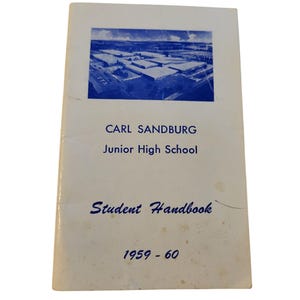 CARL SANDBURG
Junior High School
Student Handbook
1959 - 60